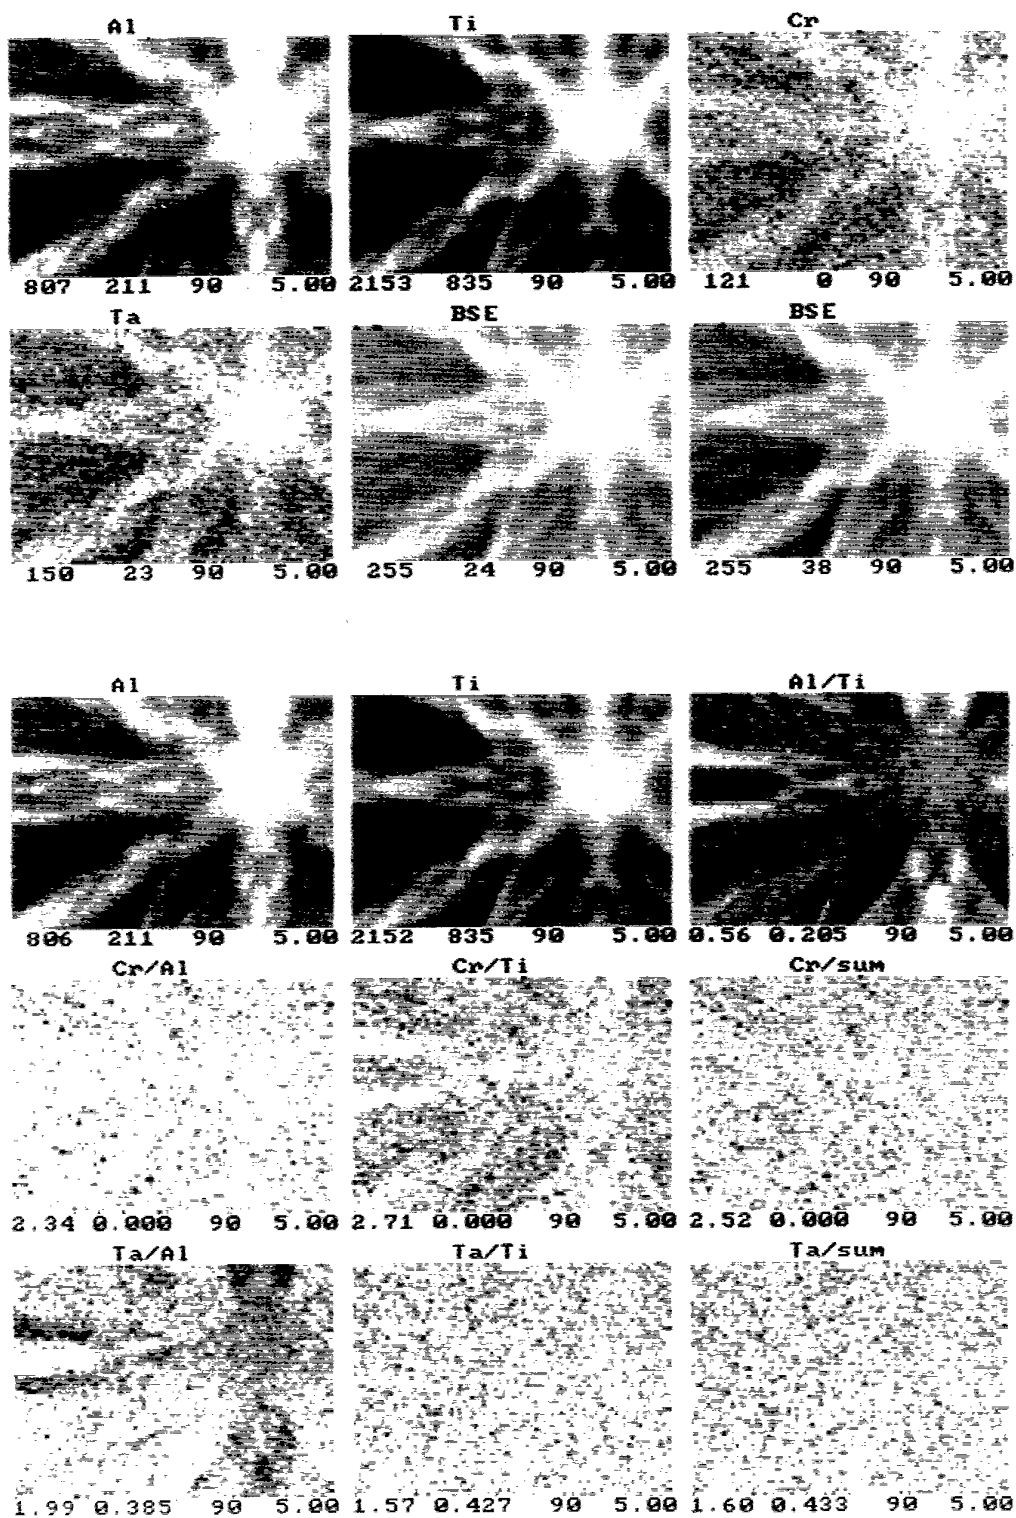 Al Ti Cr
807 211 90 5.00 2153 835 90 5.00 121 0 90 5.00
Ta BSE BSE
150 23 90 5.00 255 24 90 5.00 255 38 90 5.00
Al Ti Al/Ti
806 211 90 5.00 2152 835 90 5.00 0.56 0.205 90 5.00
Cr/Al Cr/Ti Cr/sum
2.34 0.000 90 5.00 2.71 0.000 90 5.00 2.52 0.000 90 5.00
Ta/Al Ta/Ti Ta/sum
1.99 0.385 90 5.00 1.57 0.427 90 5.00 1.60 0.433 90 5.00